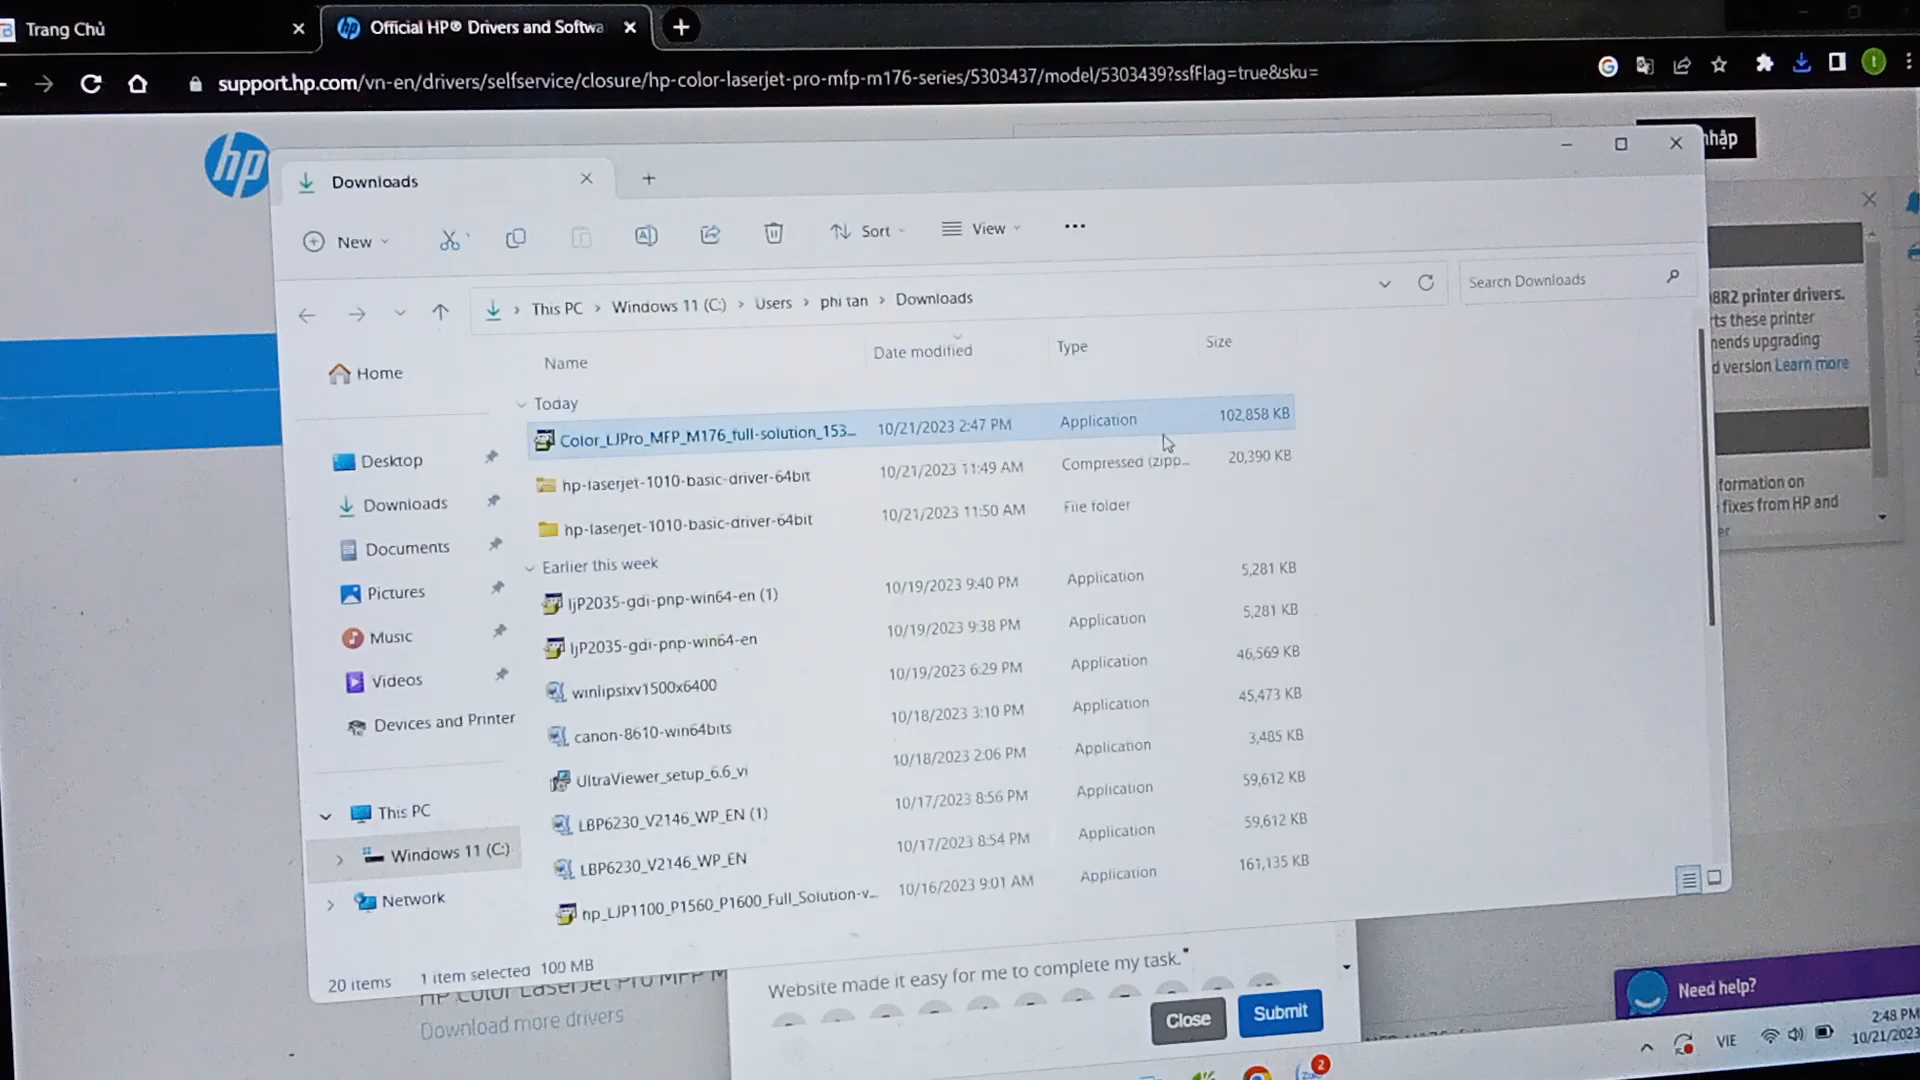 Trang Chủ
Official HP® Drivers and Softwa
support.hp.com/vn-en/drivers/selfservice/closure/hp-color-laserjet-pro-mfp-m176-series/5303437/model/5303439?ssfFlag=true&sku=
hp
nhập
Downloads
New
Sort
View
This PC > Windows 11 (C:) > Users > phi tan > Downloads
Search Downloads
Name
Date modified
Type
Size
Home
Desktop
Downloads
Documents
Pictures
Music
Videos
Devices and Printer
This PC
Windows 11 (C:)
Network
Today
Color_LJPro_MFP_M176_full-solution_153... 10/21/2023 2:47 PM Application 102,858 KB
hp-laserjet-1010-basic-driver-64bit 10/21/2023 11:49 AM Compressed (zipp... 20,390 KB
hp-laserjet-1010-basic-driver-64bit 10/21/2023 11:50 AM File folder
Earlier this week
ljP2035-gdi-pnp-win64-en (1) 10/19/2023 9:40 PM Application 5,281 KB
ljP2035-gdi-pnp-win64-en 10/19/2023 9:38 PM Application 5,281 KB
winlipsixv1500x6400 10/19/2023 6:29 PM Application 46,569 KB
canon-8610-win64bits 10/18/2023 3:10 PM Application 45,473 KB
UltraViewer_setup_6.6_vi 10/18/2023 2:06 PM Application 3,485 KB
LBP6230_V2146_WP_EN (1) 10/17/2023 8:56 PM Application 59,612 KB
LBP6230_V2146_WP_EN 10/17/2023 8:54 PM Application 59,612 KB
hp_LJP1100_P1560_P1600_Full_Solution-v... 10/16/2023 9:01 AM Application 161,135 KB
20 items
1 item selected 100 MB
8R2 printer drivers.
rts these printer
mends upgrading
d version Learn more
formation on
fixes from HP and
er
HP Color LaserJet Pro MFP M
Download more drivers
Website made it easy for me to complete my task.*
Close
Submit
Need help?
2
VIE
2:48 PM
10/21/2023